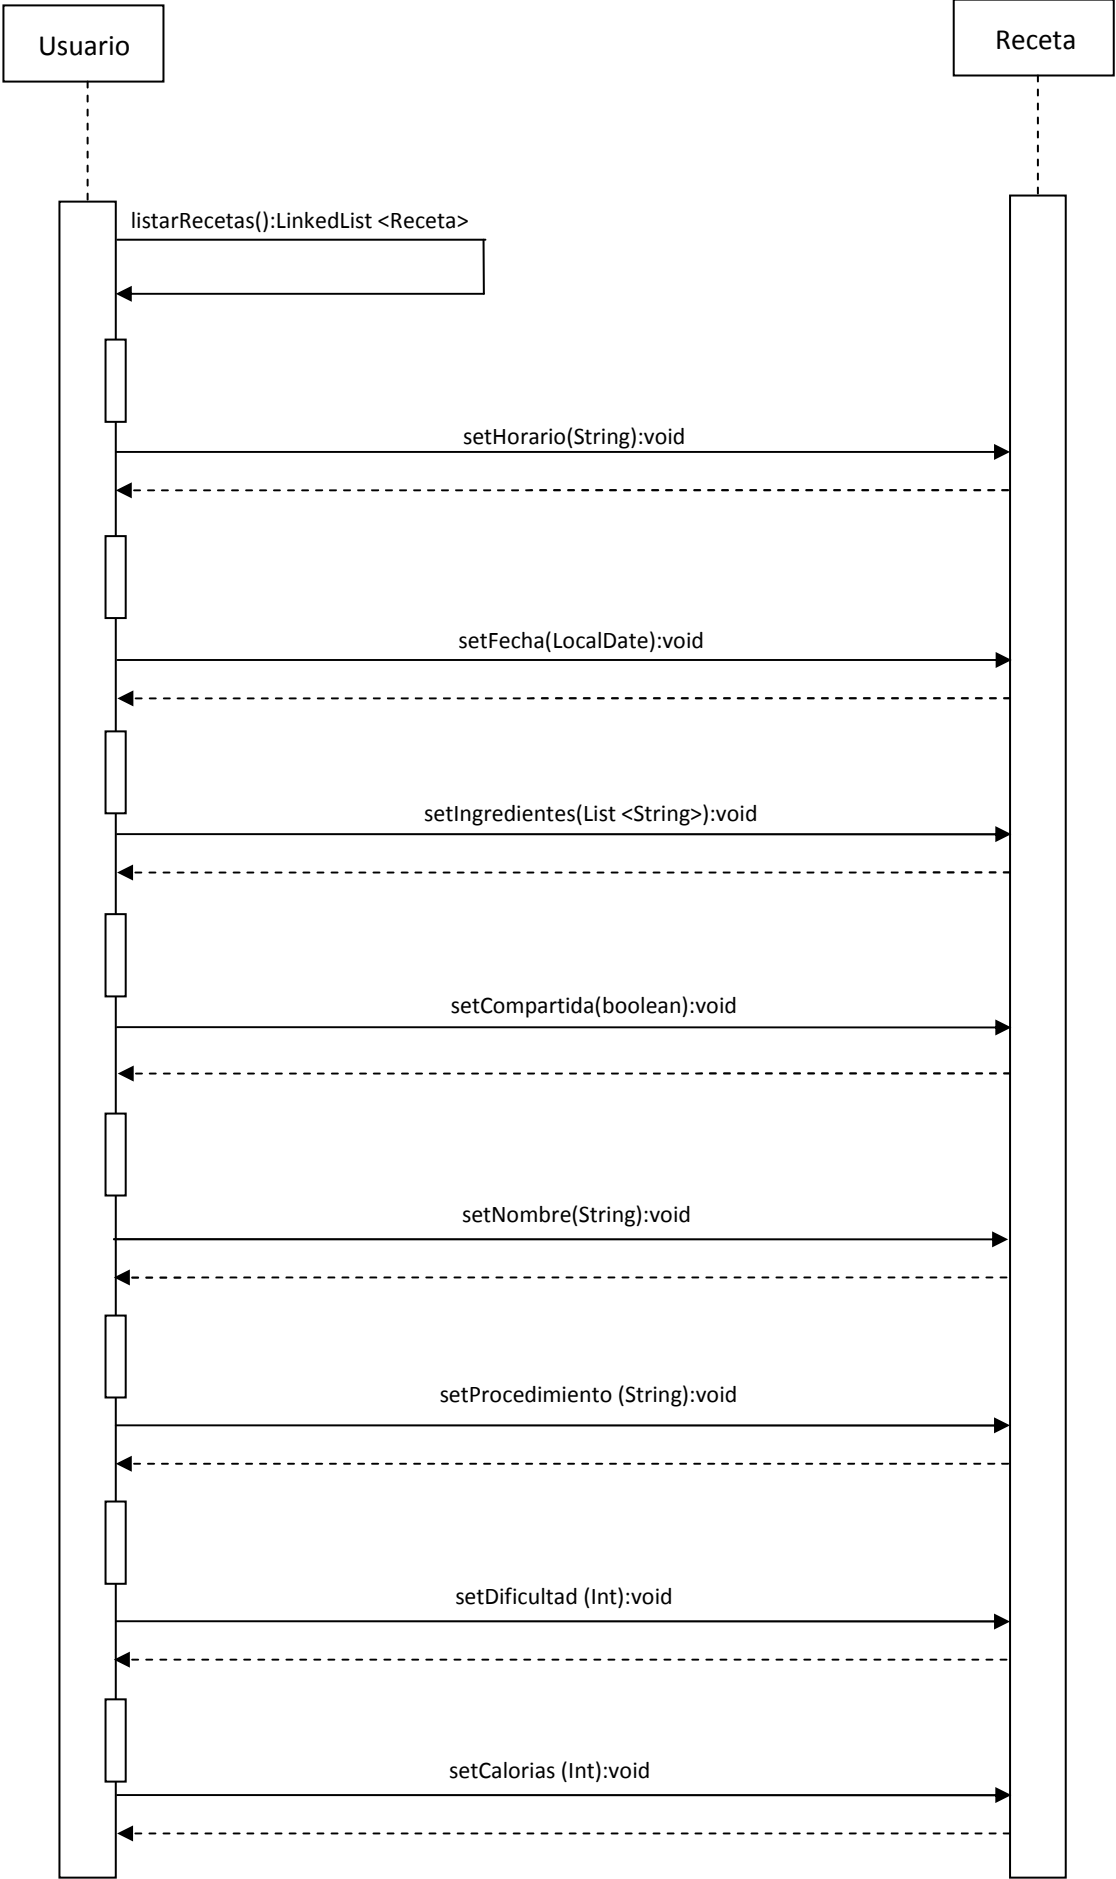 Usuario
Receta
listarRecetas():LinkedList <Receta>
setHorario(String):void
setFecha(LocalDate):void
setIngredientes(List <String>):void
setCompartida(boolean):void
setNombre(String):void
setProcedimiento (String):void
setDificultad (Int):void
setCalorias (Int):void